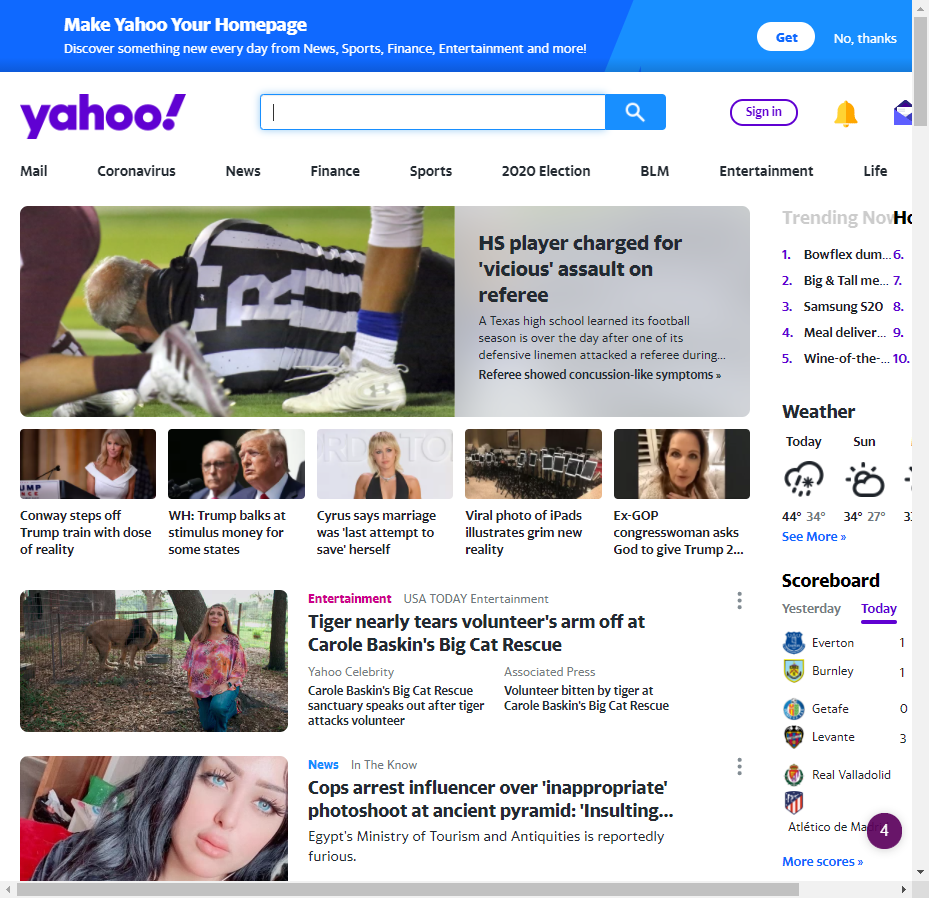 Make Yahoo Your Homepage
Discover something new every day from News, Sports, Finance, Entertainment and more!
Get
No, thanks
yahoo!
Sign in
Mail
Coronavirus
News
Finance
Sports
2020 Election
BLM
Entertainment
Life
HS player charged for
'vicious' assault on
referee
A Texas high school learned its football
season is over the day after one of its
defensive linemen attacked a referee during...
Referee showed concussion-like symptoms »
Conway steps off
Trump train with dose
of reality
WH: Trump balks at
stimulus money for
some states
Cyrus says marriage
was 'last attempt to
save' herself
Viral photo of iPads
illustrates grim new
reality
Ex-GOP
congresswoman asks
God to give Trump 2...
Entertainment USA TODAY Entertainment
Tiger nearly tears volunteer's arm off at
Carole Baskin's Big Cat Rescue
Yahoo Celebrity
Carole Baskin's Big Cat Rescue
sanctuary speaks out after tiger
attacks volunteer
Associated Press
Volunteer bitten by tiger at
Carole Baskin's Big Cat Rescue
News In The Know
Cops arrest influencer over 'inappropriate'
photoshoot at ancient pyramid: 'Insulting...
Egypt's Ministry of Tourism and Antiquities is reportedly
furious.
Trending Now
1. Bowflex dum... 6.
2. Big & Tall me... 7.
3. Samsung S20 8.
4. Meal deliver... 9.
5. Wine-of-the-... 10.
Weather
Today Sun
44° 34° 34° 27°
See More »
Scoreboard
Yesterday Today
Everton 1
Burnley 1
Getafe 0
Levante 3
Real Valladolid
Atlético de Ma
4
More scores »